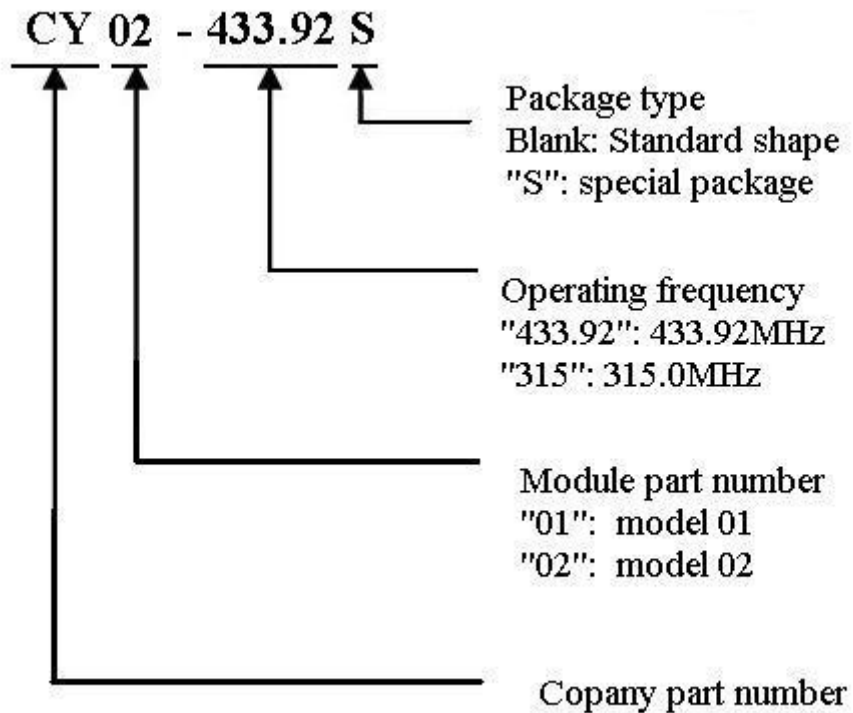 CY 02 - 433.92 S
Package type
Blank: Standard shape
"S": special package
Operating frequency
"433.92": 433.92MHz
"315": 315.0MHz
Module part number
"01": model 01
"02": model 02
Copany part number